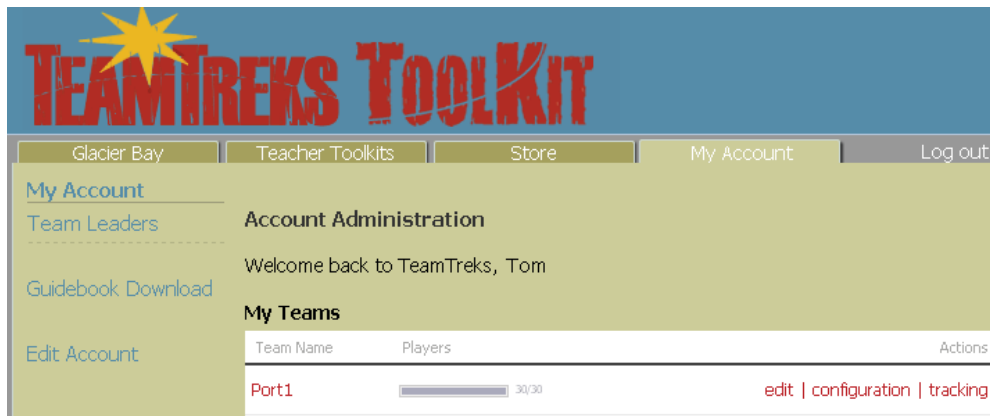 TEAMTREKS TOOLKIT
Glacier Bay Teacher Toolkits Store My Account Log out
My Account
Team Leaders
Guidebook Download
Edit Account
Account Administration
Welcome back to TeamTreks, Tom
My Teams
Team Name Players Actions
Port1 30/30 edit | configuration | tracking